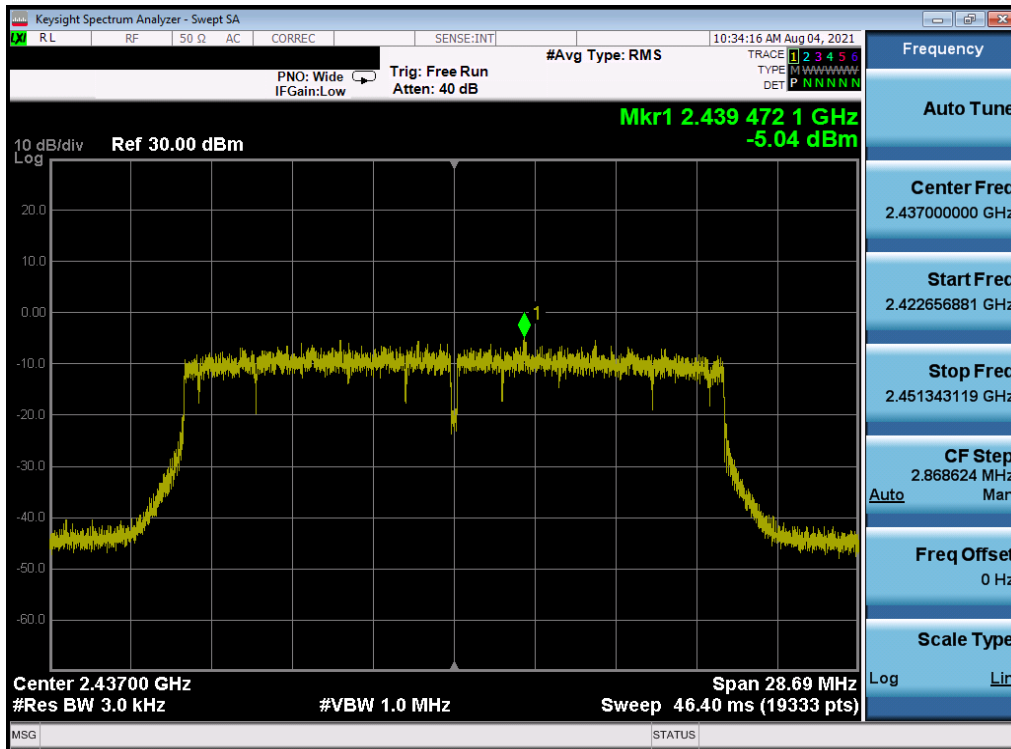 Keysight Spectrum Analyzer - Swept SA
LXI RL RF 50 Ω AC CORREC SENSE:INT 10:34:16 AM Aug 04, 2021
PNO: Wide
IFGain:Low
Trig: Free Run
Atten: 40 dB
#Avg Type: RMS
TRACE 1 2 3 4 5 6
TYPE M W W W W W
DET P N N N N N
Mkr1 2.439 472 1 GHz
-5.04 dBm
10 dB/div Ref 30.00 dBm
Log
20.0
10.0
0.00
-10.0
-20.0
-30.0
-40.0
-50.0
-60.0
1
Center 2.43700 GHz Span 28.69 MHz
#Res BW 3.0 kHz #VBW 1.0 MHz Sweep 46.40 ms (19333 pts)
MSG STATUS
Frequency
Auto Tune
Center Freq
2.437000000 GHz
Start Freq
2.422656881 GHz
Stop Freq
2.451343119 GHz
CF Step
2.868624 MHz
Auto Man
Freq Offset
0 Hz
Scale Type
Log Lin